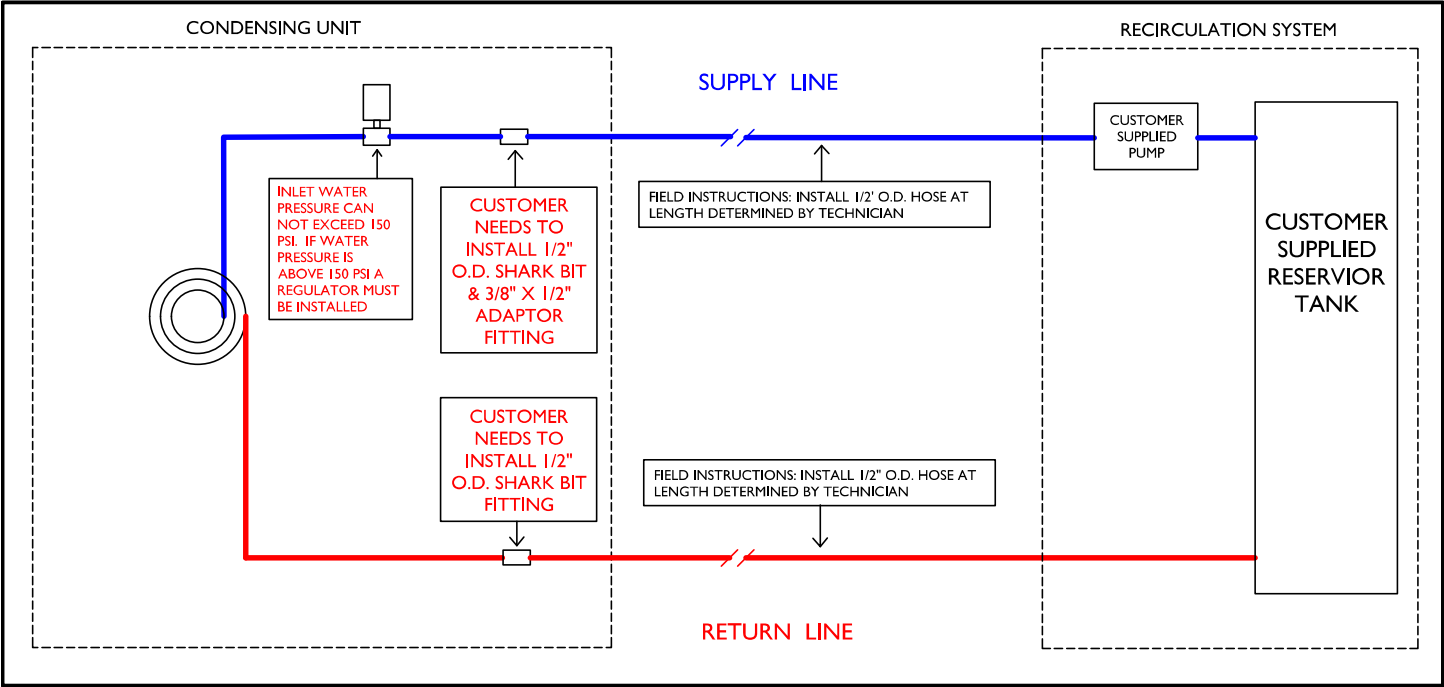 CONDENSING UNIT
RECIRCULATION SYSTEM
SUPPLY LINE
CUSTOMER
SUPPLIED
PUMP
INLET WATER
PRESSURE CAN
NOT EXCEED 150
PSI. IF WATER
PRESSURE IS
ABOVE 150 PSI A
REGULATOR MUST
BE INSTALLED
CUSTOMER
NEEDS TO
INSTALL 1/2"
O.D. SHARK BIT
& 3/8" X 1/2"
ADAPTOR
FITTING
FIELD INSTRUCTIONS: INSTALL 1/2' O.D. HOSE AT
LENGTH DETERMINED BY TECHNICIAN
CUSTOMER
SUPPLIED
RESERVIOR
TANK
CUSTOMER
NEEDS TO
INSTALL 1/2"
O.D. SHARK BIT
FITTING
FIELD INSTRUCTIONS: INSTALL 1/2" O.D. HOSE AT
LENGTH DETERMINED BY TECHNICIAN
RETURN LINE